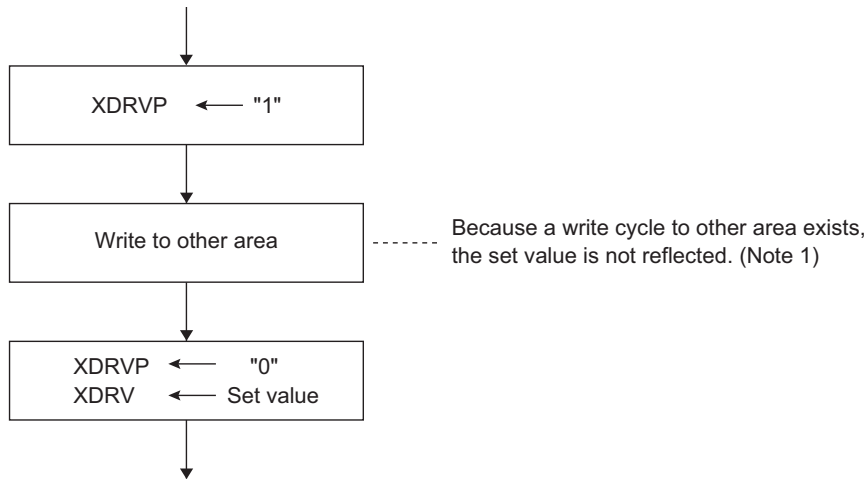 XDRVP ← "1"
Write to other area
Because a write cycle to other area exists,
the set value is not reflected. (Note 1)
XDRVP ← "0"
XDRV ← Set value